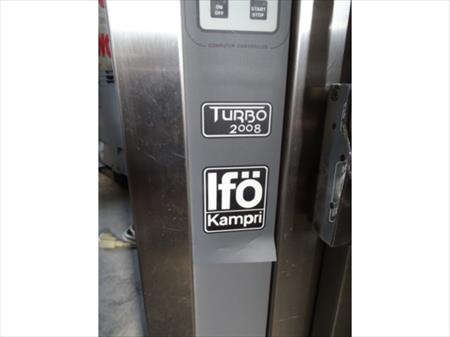 ON
OFF
START
STOP
COMPUTER CONTROLLED
TURBO
2008
Ifö
Kampri